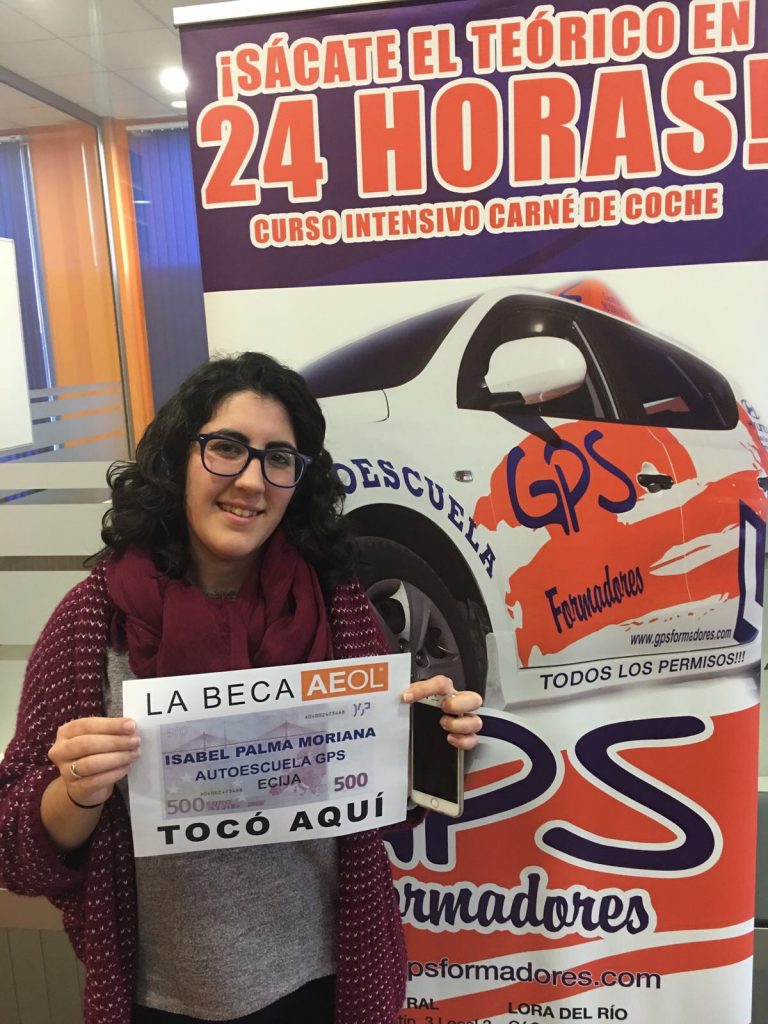 ¡SÁCATE EL TEÓRICO EN
24 HORAS!
CURSO INTENSIVO CARNÉ DE COCHE
OESCUELA
GPS
Formadores
www.gpsformadores.com
TODOS LOS PERMISOS!!!
LA BECA AEOL
ISABEL PALMA MORIANA
AUTOESCUELA GPS
ECIJA
500
500
TOCÓ AQUÍ
GPS
ormadores
psformadores.com
RAL
LORA DEL RÍO